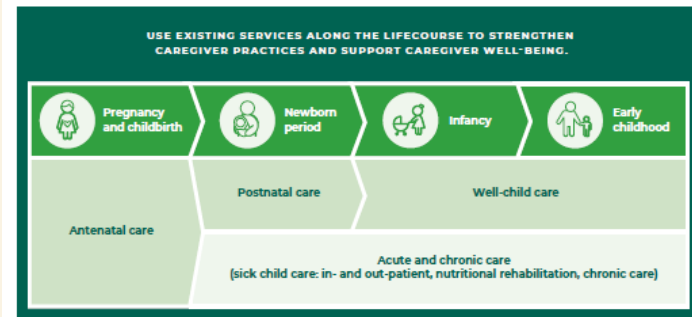 USE EXISTING SERVICES ALONG THE LIFECOURSE TO STRENGTHEN
CAREGIVER PRACTICES AND SUPPORT CAREGIVER WELL-BEING.
Pregnancy
and childbirth
Newborn
period
Infancy
Early
childhood
Antenatal care
Postnatal care
Well-child care
Acute and chronic care
(sick child care: in- and out-patient, nutritional rehabilitation, chronic care)